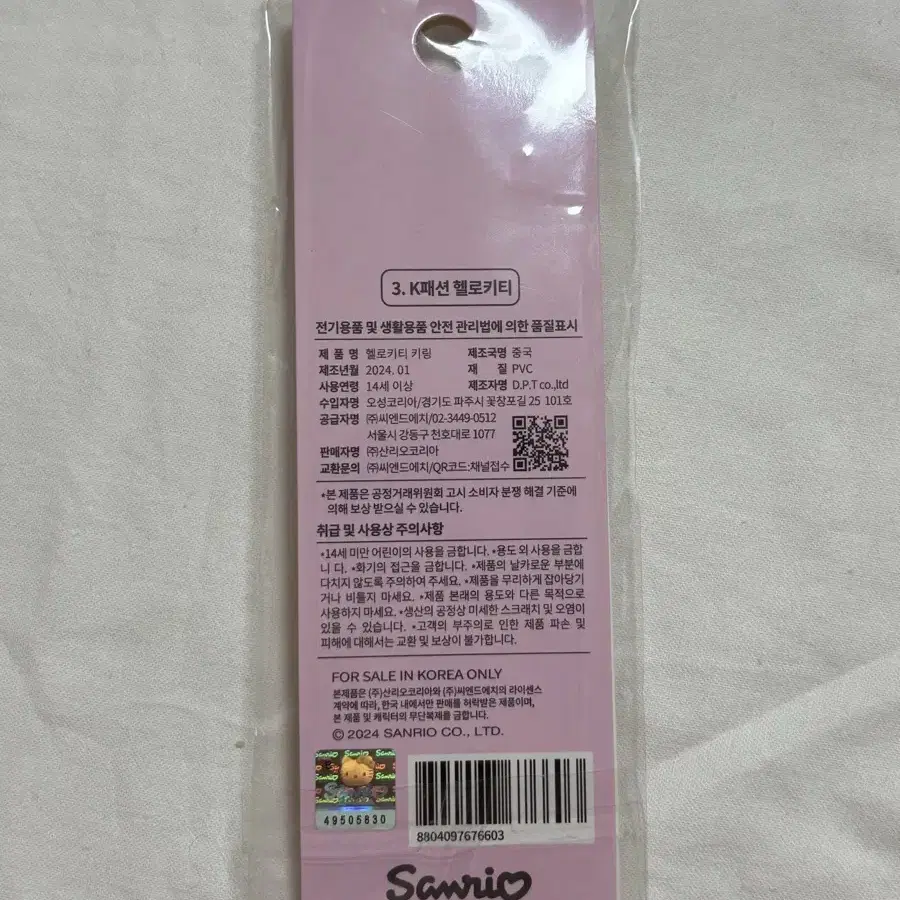 3. K패션 헬로키티
전기용품 및 생활용품 안전 관리법에 의한 품질표시
제 품 명 헬로키티 키링 제조국명 중국
제조년월 2024. 01 재 질 PVC
사용연령 14세 이상 제조자명 D.P.T co.,ltd
수입자명 오성코리아/경기도 파주시 꽃창포길 25 101호
공급자명 ㈜씨엔드에치/02-3449-0512
서울시 강동구 천호대로 1077
판매자명 ㈜산리오코리아
교환문의 ㈜씨엔드에치/QR코드:채널접수
•본 제품은 공정거래위원회 고시 소비자 분쟁 해결 기준에
의해 보상 받으실 수 있습니다.
취급 및 사용상 주의사항
•14세 미만 어린이의 사용을 금합니다. •용도 외 사용을 금합
니 다. •화기의 접근을 금합니다. •제품의 날카로운 부분에
다치지 않도록 주의하여 주세요. •제품을 무리하게 잡아당기
거나 비틀지 마세요. •제품 본래의 용도와 다른 목적으로
사용하지 마세요. •생산의 공정상 미세한 스크래치 및 오염이
있을 수 있습니다. •고객의 부주의로 인한 제품 파손 및
피해에 대해서는 교환 및 보상이 불가합니다.
FOR SALE IN KOREA ONLY
본제품은 (주)산리오코리아와 (주)씨엔드에치의 라이센스
계약에 따라, 한국 내에서만 판매를 허락받은 제품이며,
본 제품 및 캐릭터의 무단복제를 금합니다.
© 2024 SANRIO CO., LTD.
Sanrio
49505830
8804097676603
Sanrio